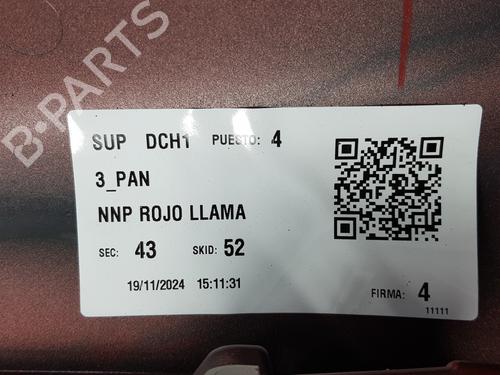 B-PARTS
SUP DCH1 PUESTO: 4
3_PAN
NNP ROJO LLAMA
SEC: 43 SKID: 52
19/11/2024 15:11:31
FIRMA: 4
11111